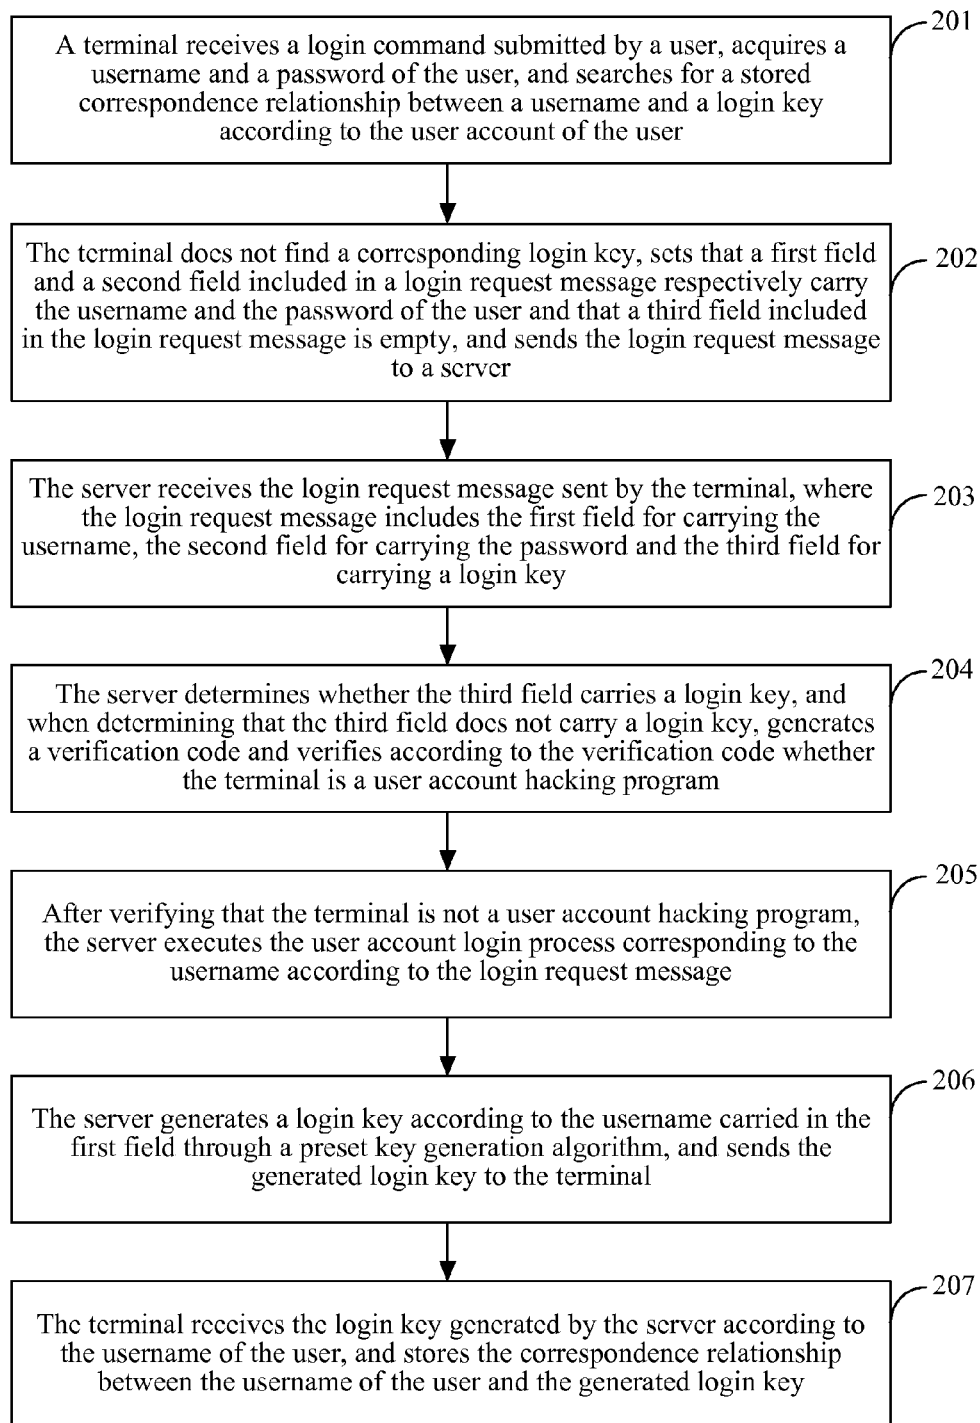 201
A terminal receives a login command submitted by a user, acquires a
username and a password of the user, and searches for a stored
correspondence relationship between a username and a login key
according to the user account of the user
202
The terminal does not find a corresponding login key, sets that a first field
and a second field included in a login request message respectively carry
the username and the password of the user and that a third field included
in the login request message is empty, and sends the login request message
to a server
203
The server receives the login request message sent by the terminal, where
the login request message includes the first field for carrying the
username, the second field for carrying the password and the third field for
carrying a login key
204
The server determines whether the third field carries a login key, and
when determining that the third field does not carry a login key, generates
a verification code and verifies according to the verification code whether
the terminal is a user account hacking program
205
After verifying that the terminal is not a user account hacking program,
the server executes the user account login process corresponding to the
username according to the login request message
206
The server generates a login key according to the username carried in the
first field through a preset key generation algorithm, and sends the
generated login key to the terminal
207
The terminal receives the login key generated by the server according to
the username of the user, and stores the correspondence relationship
between the username of the user and the generated login key